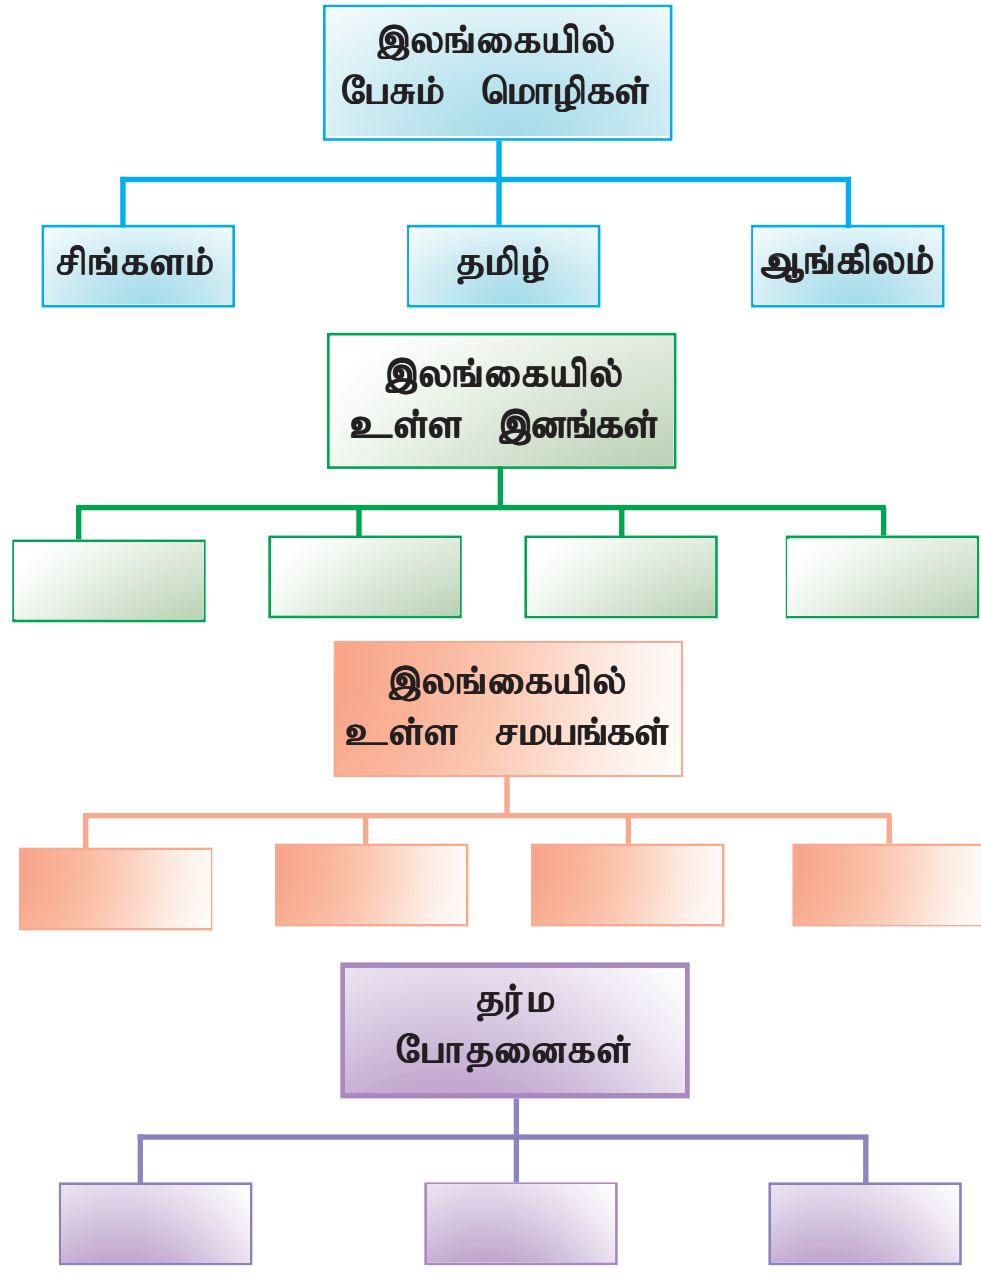 இலங்கையில்
பேசும் மொழிகள்
சிங்களம்
தமிழ்
ஆங்கிலம்
இலங்கையில்
உள்ள இனங்கள்
இலங்கையில்
உள்ள சமயங்கள்
தர்ம
போதனைகள்